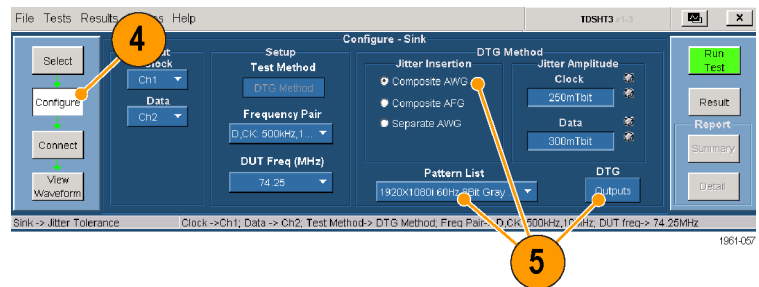 File Tests Results Help
TDSHT3 v1-3
x
4
Configure - Sink
Select
Configure
Connect
View
Waveform
Clock
Ch1
Data
Ch2
Setup
Test Method
DTG Method
Frequency Pair
D,CK: 500kHz,1...
DUT Freq (MHz)
74.25
DTG Method
Jitter Insertion
Composite AWG
Composite AFG
Separate AWG
Jitter Amplitude
Clock
250mTbit
Data
300mTbit
Pattern List
1920X1080i 60Hz 8Bit Gray
DTG
Outputs
Run
Test
Result
Report
Summary
Detail
Sink -> Jitter Tolerance Clock ->Ch1; Data -> Ch2; Test Method-> DTG Method; Freq Pair-> D,CK: 500kHz,10MHz; DUT freq-> 74.25MHz
5
1961-057